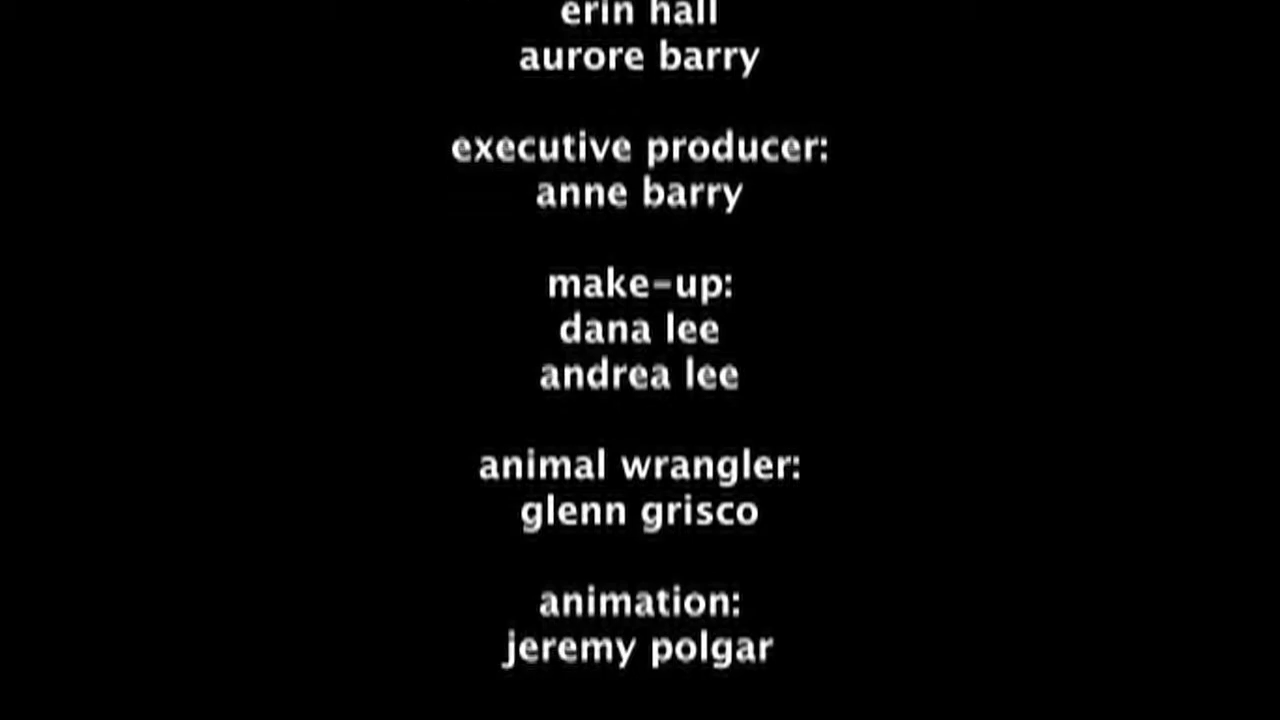 erin hall
aurore barry
executive producer:
anne barry
make-up:
dana lee
andrea lee
animal wrangler:
glenn grisco
animation:
jeremy polgar